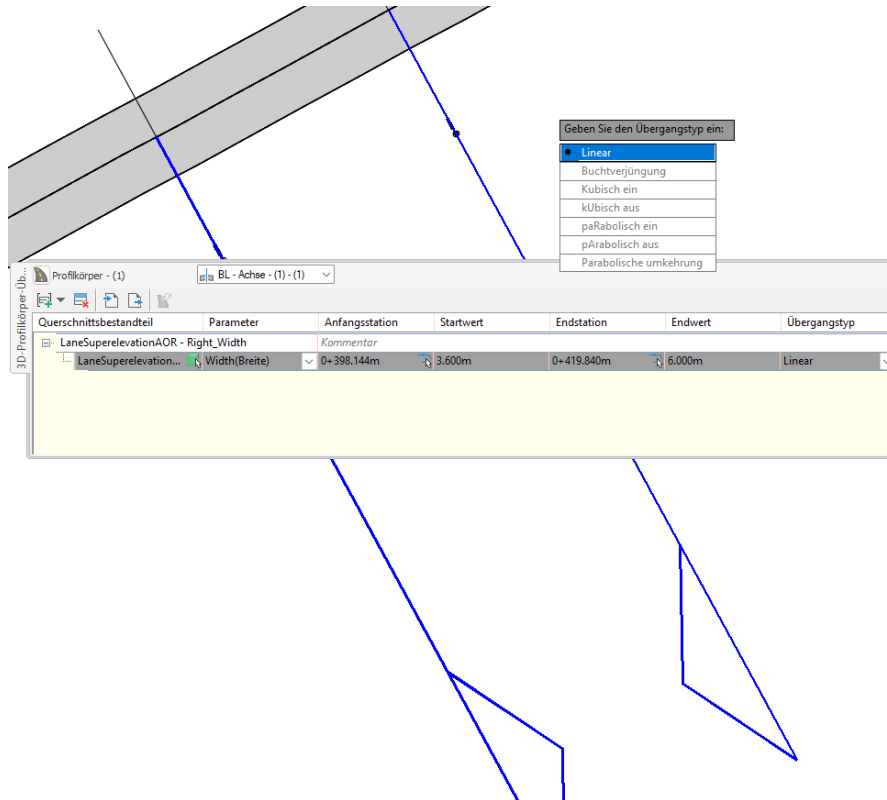 Geben Sie den Übergangstyp ein:
Linear
Buchtverjüngung
Kubisch ein
kUbisch aus
paRabolisch ein
pArabolisch aus
Parabolische umkehrung
3D-Profilkörper-Üb...
Profilkörper - (1)
BL - Achse - (1) - (1)
Querschnittsbestandteil Parameter Anfangsstation Startwert Endstation Endwert Übergangstyp
LaneSuperelevationAOR - Right_Width Kommentar
LaneSuperelevation... Width(Breite) 0+398.144m 3.600m 0+419.840m 6.000m Linear